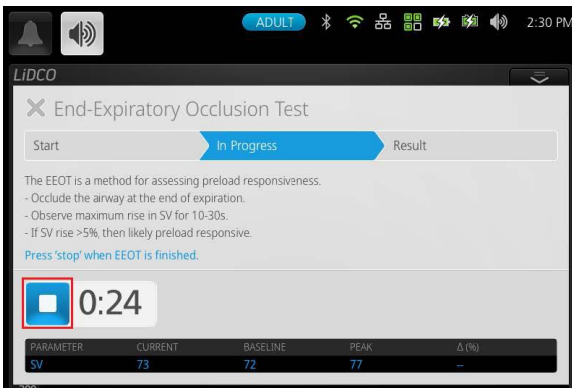 ADULT 2:30 PM
LiDCO
End-Expiratory Occlusion Test
Start In Progress Result
The EEOT is a method for assessing preload responsiveness.
- Occlude the airway at the end of expiration.
- Observe maximum rise in SV for 10-30s.
- If SV rise >5%, then likely preload responsive.
Press 'stop' when EEOT is finished.
0:24
PARAMETER CURRENT BASELINE PEAK Δ (%)
SV 73 72 77 --